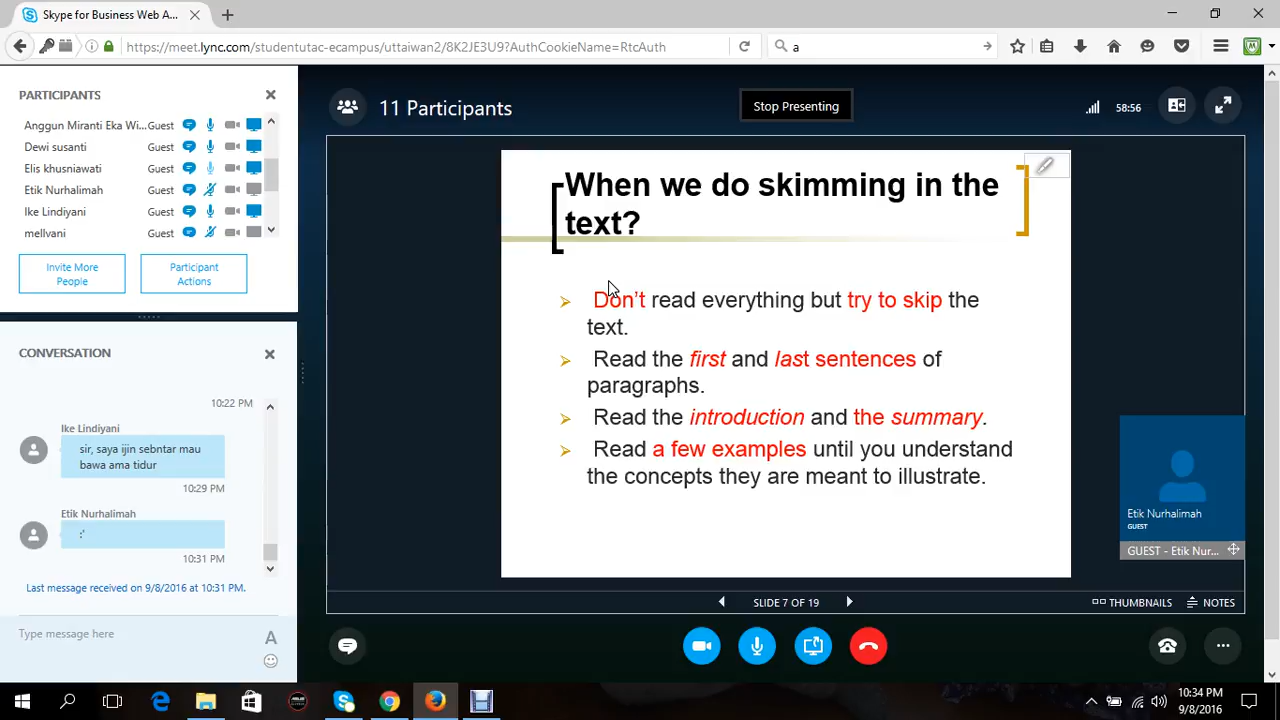 Skype for Business Web A...
https://meet.lync.com/studentutac-ecampus/uttaiwan2/8K2JE3U9?AuthCookieName=RtcAuth
a
PARTICIPANTS
Anggun Miranti Eka Wi... Guest
Dewi susanti Guest
Elis khusniawati Guest
Etik Nurhalimah Guest
Ike Lindiyani Guest
mellvani Guest
Invite More
People
Participant
Actions
CONVERSATION
10:22 PM
Ike Lindiyani
sir, saya ijin sebntar mau
bawa ama tidur
10:29 PM
Etik Nurhalimah
:'
10:31 PM
Last message received on 9/8/2016 at 10:31 PM.
Type message here
A
11 Participants
Stop Presenting
58:56
When we do skimming in the
text?
Don't read everything but try to skip the
text.
Read the first and last sentences of
paragraphs.
Read the introduction and the summary.
Read a few examples until you understand
the concepts they are meant to illustrate.
Etik Nurhalimah
GUEST
GUEST - Etik Nur...
SLIDE 7 OF 19
THUMBNAILS
NOTES
10:34 PM
9/8/2016